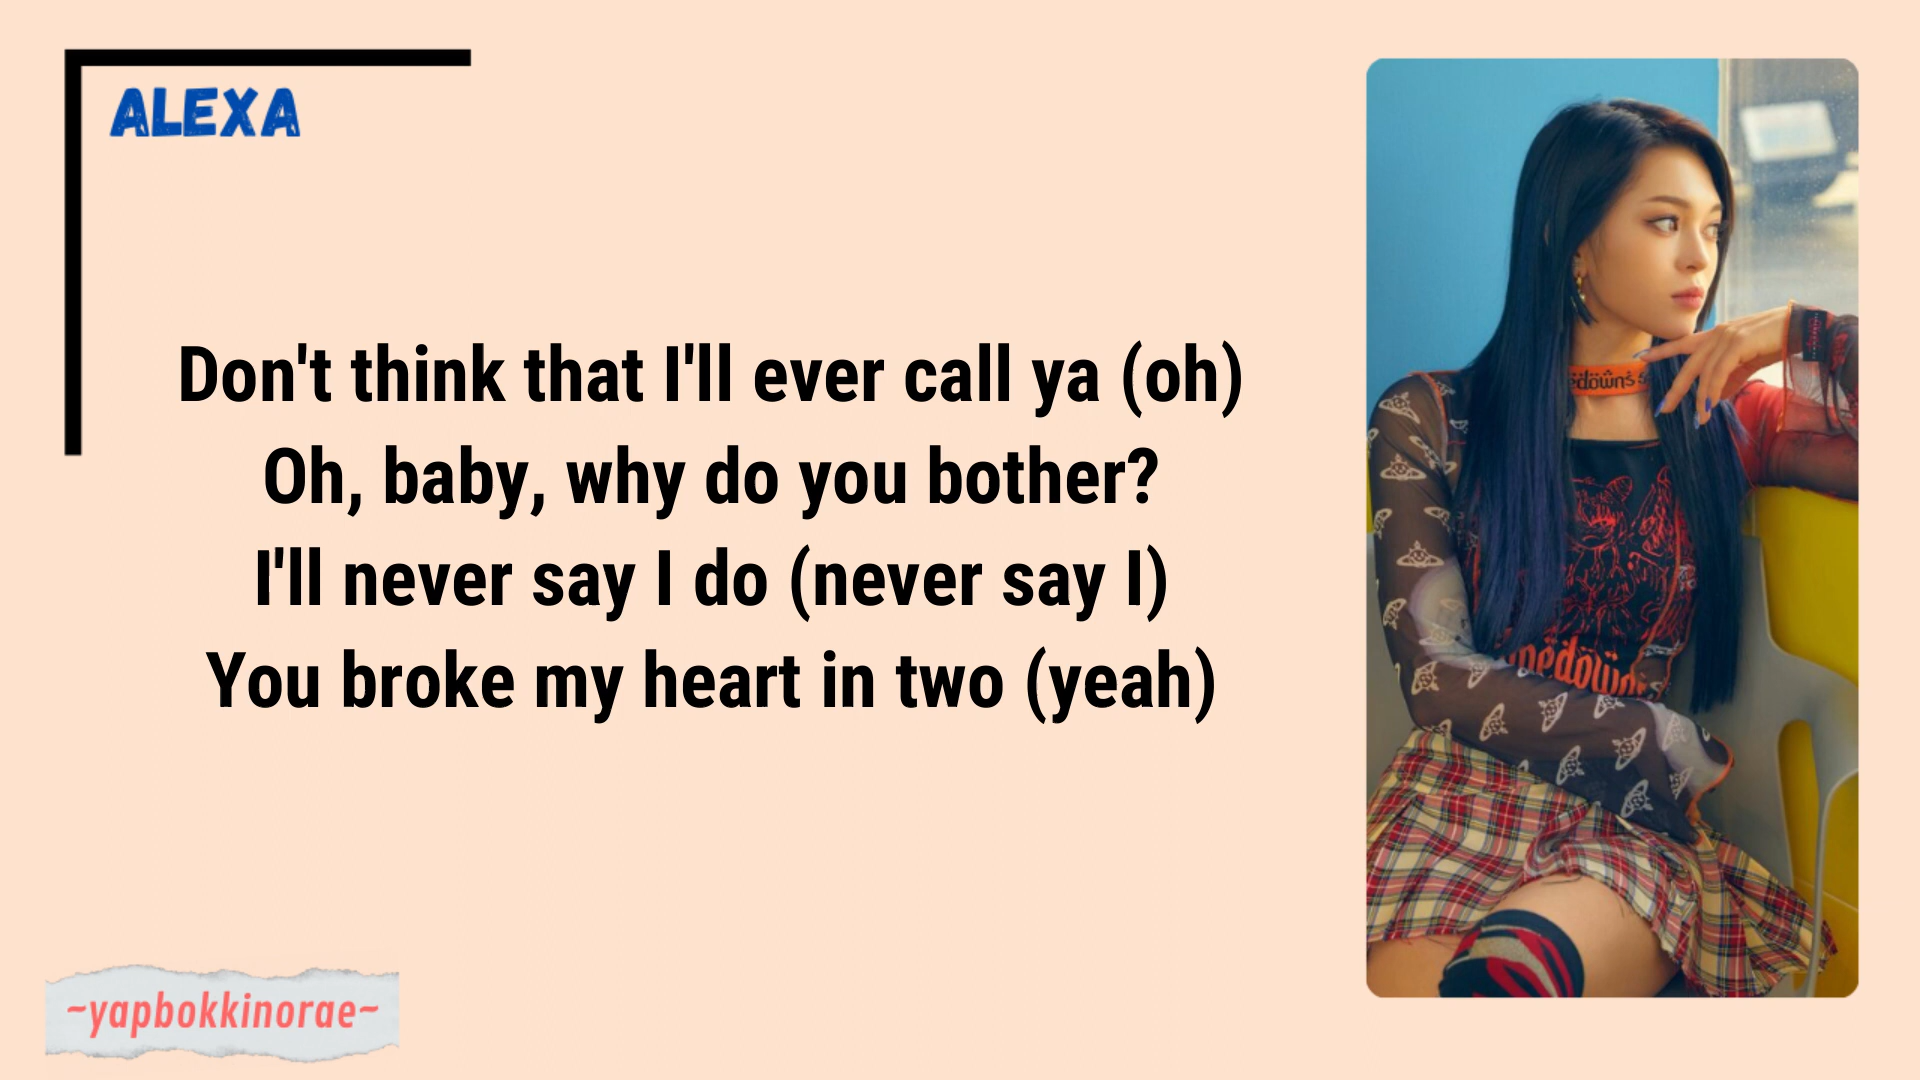 ALEXA
Don't think that I'll ever call ya (oh)
Oh, baby, why do you bother?
I'll never say I do (never say I)
You broke my heart in two (yeah)
~yapbokkinorae~